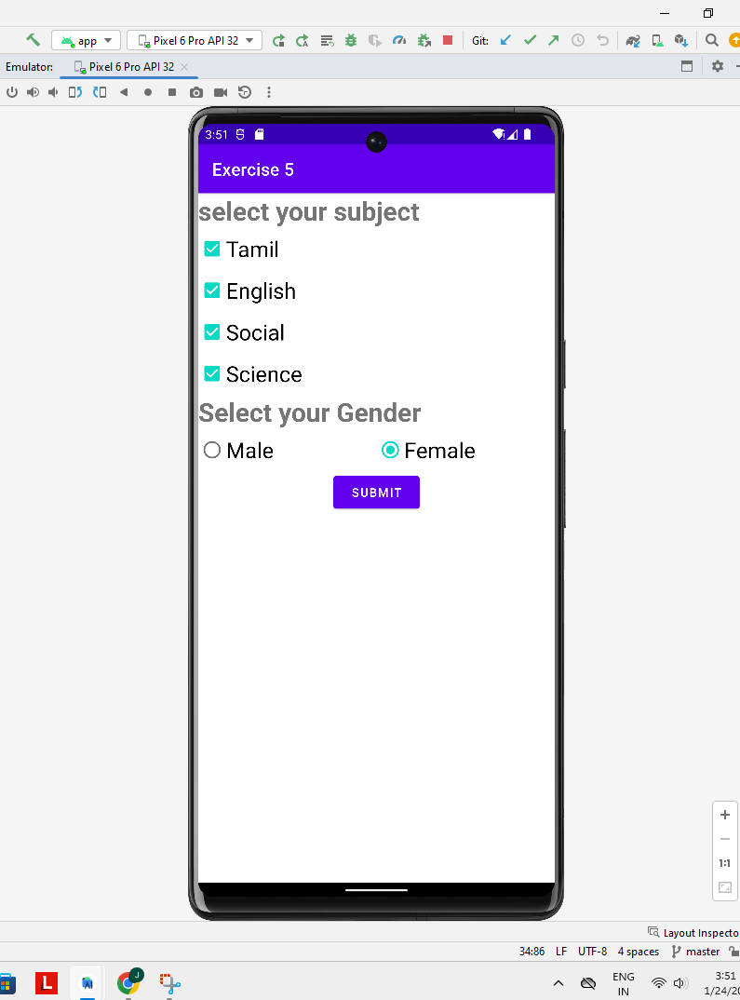 app Pixel 6 Pro API 32 Git:
Emulator: Pixel 6 Pro API 32
3:51
Exercise 5
select your subject
Tamil
English
Social
Science
Select your Gender
Male Female
SUBMIT
1:1
Layout Inspecto
34:86 LF UTF-8 4 spaces master
L J ENG 3:51
IN 1/24/20